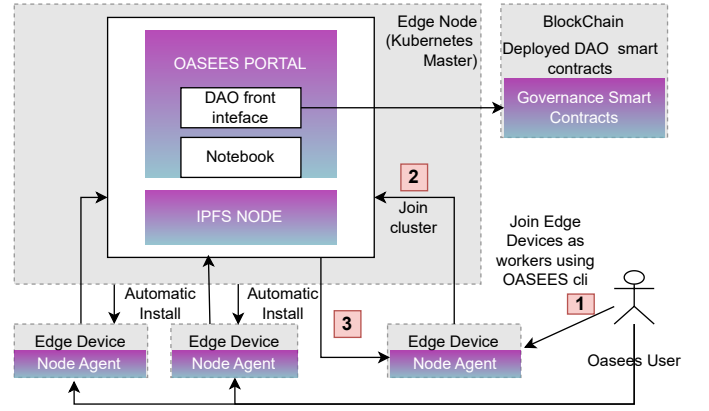 Edge Node
(Kubernetes
Master)
BlockChain
Deployed DAO smart
contracts
Governance Smart
Contracts
OASEES PORTAL
DAO front
inteface
Notebook
IPFS NODE
2
Join
cluster
Join Edge
Devices as
workers using
OASEES cli
1
Automatic
Install
Automatic
Install
3
Edge Device
Node Agent
Edge Device
Node Agent
Edge Device
Node Agent
Oasees User